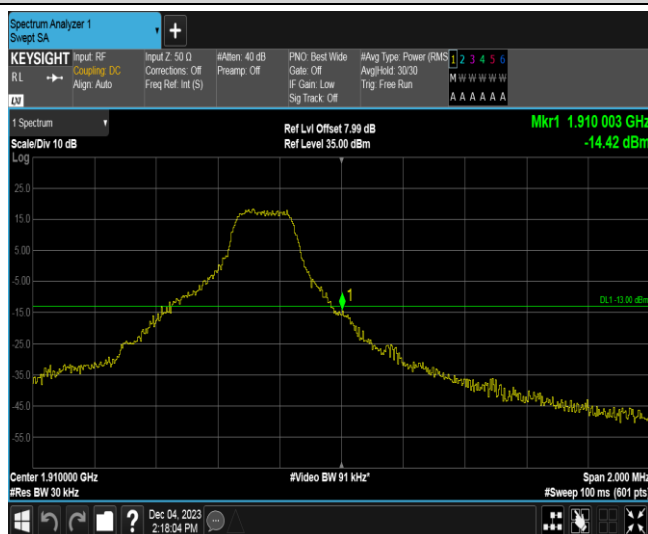 Spectrum Analyzer 1
Swept SA
KEYSIGHT
RL
LXI
Input: RF
Coupling: DC
Align: Auto
Input Z: 50 Ω
Corrections: Off
Freq Ref: Int (S)
#Atten: 40 dB
Preamp: Off
PNO: Best Wide
Gate: Off
IF Gain: Low
Sig Track: Off
#Avg Type: Power (RMS
Avg|Hold: 30/30
Trig: Free Run
1 2 3 4 5 6
M W W W W W
A A A A A A
1 Spectrum
Scale/Div 10 dB
Ref Lvl Offset 7.99 dB
Ref Level 35.00 dBm
Mkr1 1.910 003 GHz
-14.42 dBm
Log
25.0
15.0
5.00
-5.00
1
DL1 -13.00 dBm
-15.0
-25.0
-35.0
-45.0
-55.0
Center 1.910000 GHz
#Res BW 30 kHz
#Video BW 91 kHz*
Span 2.000 MHz
#Sweep 100 ms (601 pts)
?
Dec 04, 2023
2:18:04 PM